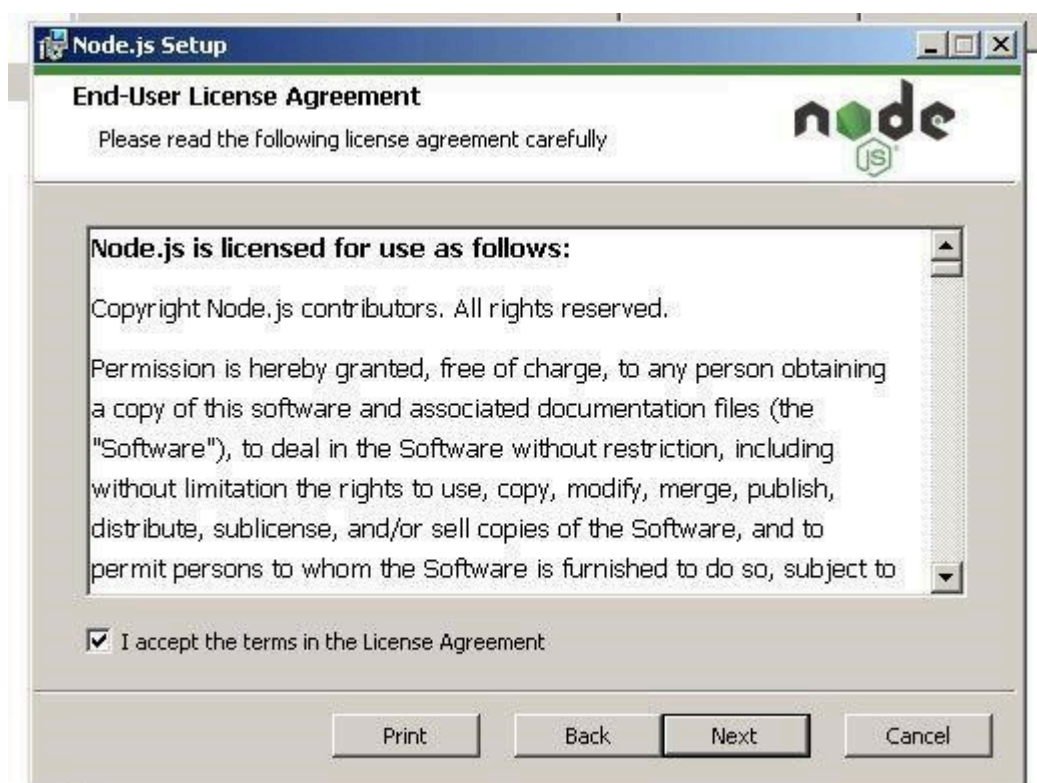 Node.js Setup
End-User License Agreement
Please read the following license agreement carefully
node
JS
Node.js is licensed for use as follows:
Copyright Node.js contributors. All rights reserved.
Permission is hereby granted, free of charge, to any person obtaining
a copy of this software and associated documentation files (the
"Software"), to deal in the Software without restriction, including
without limitation the rights to use, copy, modify, merge, publish,
distribute, sublicense, and/or sell copies of the Software, and to
permit persons to whom the Software is furnished to do so, subject to
I accept the terms in the License Agreement
Print Back Next Cancel